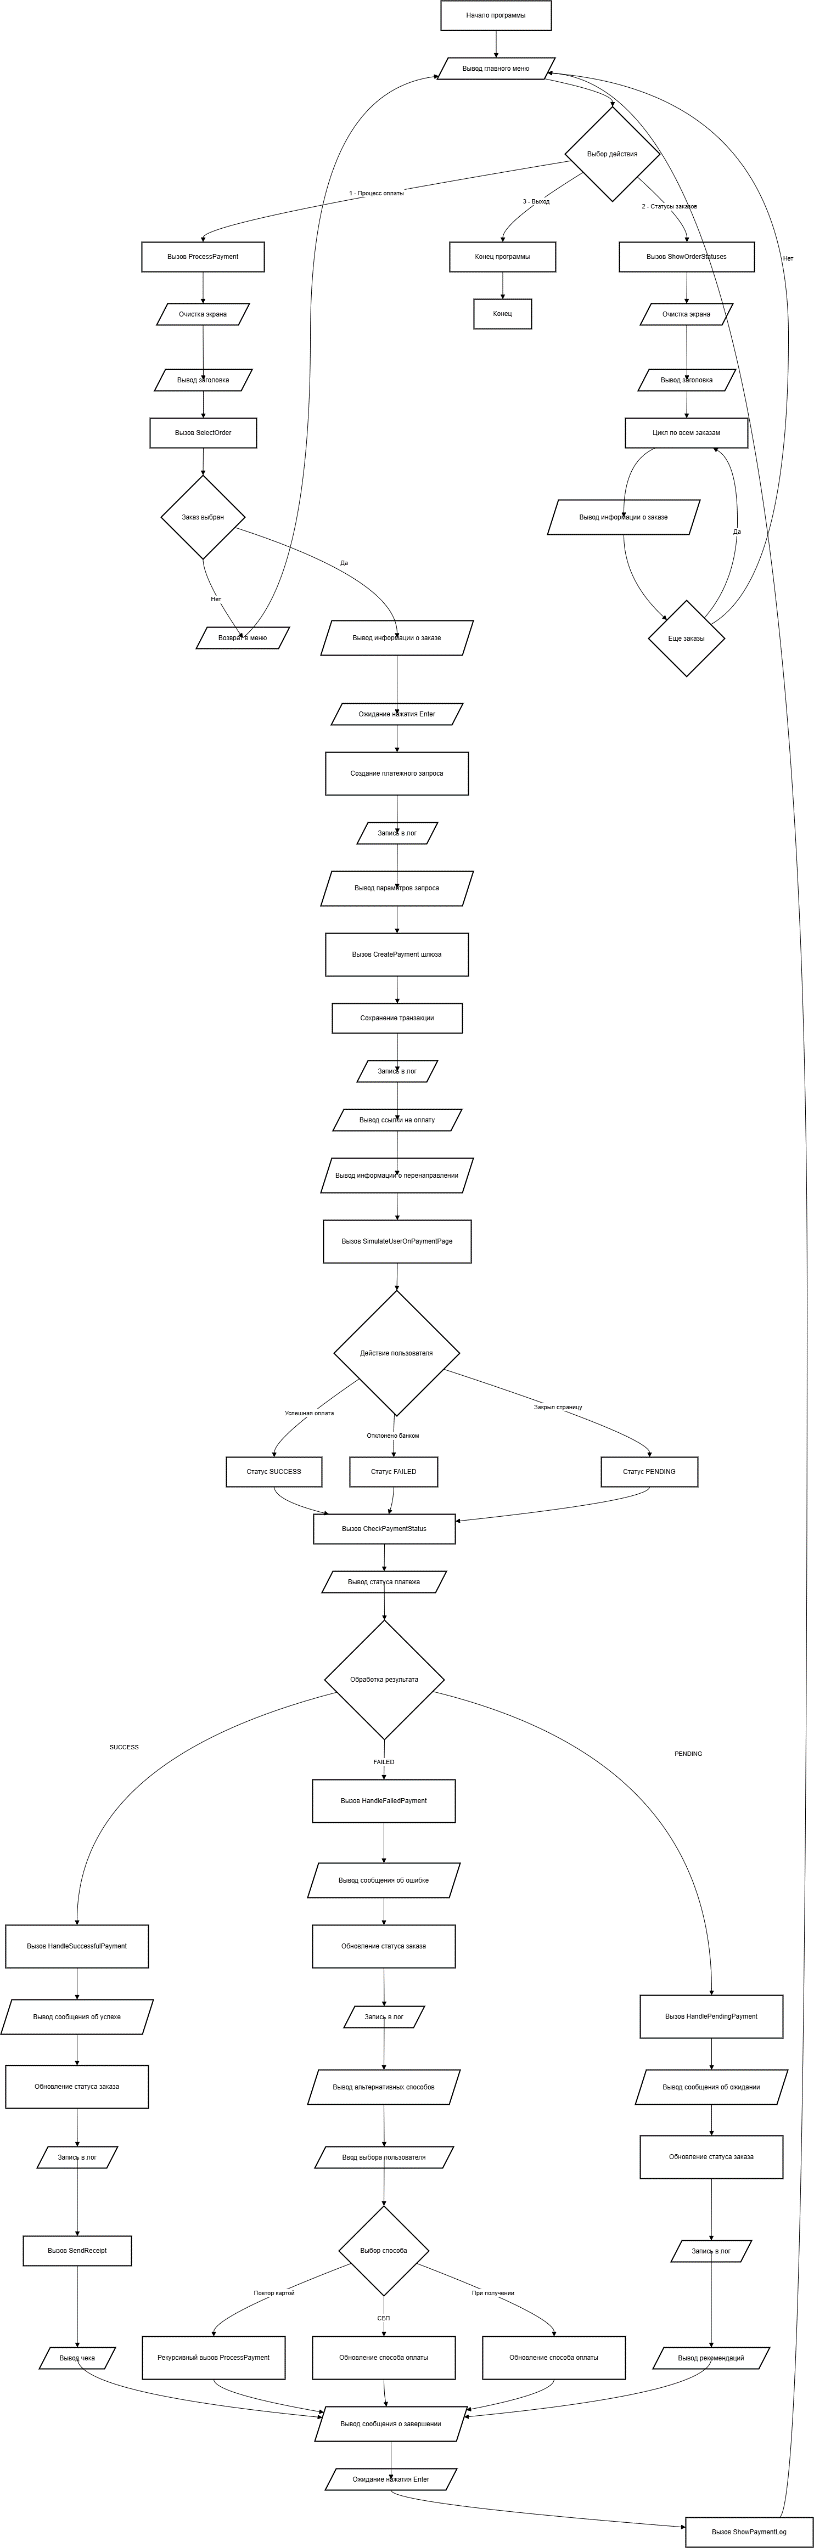 Начало программы
Вывод главного меню
Выбор действия
1 - Процесс оплаты
3 - Выход
2 - Статусы заказов
Вызов ProcessPayment
Конец программы
Вызов ShowOrderStatuses
Нет
Очистка экрана
Конец
Очистка экрана
Вывод заголовка
Вывод заголовка
Вызов SelectOrder
Цикл по всем заказам
Заказ выбран
Вывод информации о заказе
Да
Да
Нет
Возврат в меню
Вывод информации о заказе
Еще заказы
Ожидание нажатия Enter
Создание платежного запроса
Запись в лог
Вывод параметров запроса
Вызов CreatePayment шлюза
Сохранение транзакции
Запись в лог
Вывод ссылки на оплату
Вывод информации о перенаправлении
Вызов SimulateUserOnPaymentPage
Действие пользователя
Успешная оплата
Отклонено банком
Закрыл страницу
Статус SUCCESS
Статус FAILED
Статус PENDING
Вызов CheckPaymentStatus
Вывод статуса платежа
Обработка результата
SUCCESS
FAILED
PENDING
Вызов HandleFailedPayment
Вывод сообщения об ошибке
Вызов HandleSuccessfulPayment
Обновление статуса заказа
Вывод сообщения об успехе
Запись в лог
Вызов HandlePendingPayment
Обновление статуса заказа
Вывод альтернативных способов
Вывод сообщения об ожидании
Запись в лог
Ввод выбора пользователя
Обновление статуса заказа
Вызов SendReceipt
Выбор способа
Запись в лог
Повтор картой
СБП
При получении
Вывод чека
Рекурсивный вызов ProcessPayment
Обновление способа оплаты
Обновление способа оплаты
Вывод рекомендаций
Вывод сообщения о завершении
Ожидание нажатия Enter
Вызов ShowPaymentLog